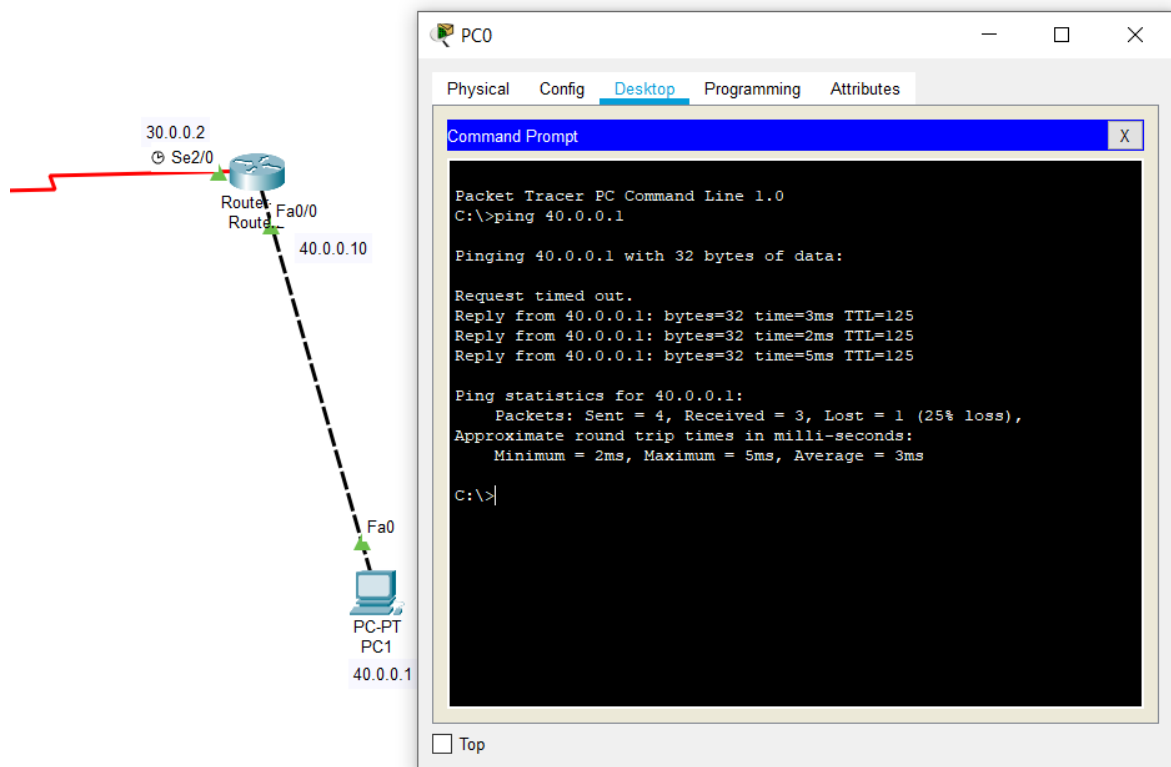 PC0
Physical Config Desktop Programming Attributes
Command Prompt X
Packet Tracer PC Command Line 1.0
C:\>ping 40.0.0.1
Pinging 40.0.0.1 with 32 bytes of data:
Request timed out.
Reply from 40.0.0.1: bytes=32 time=3ms TTL=125
Reply from 40.0.0.1: bytes=32 time=2ms TTL=125
Reply from 40.0.0.1: bytes=32 time=5ms TTL=125
Ping statistics for 40.0.0.1:
Packets: Sent = 4, Received = 3, Lost = 1 (25% loss),
Approximate round trip times in milli-seconds:
Minimum = 2ms, Maximum = 5ms, Average = 3ms
C:\>
Top
30.0.0.2
Se2/0
Router
Fa0/0
40.0.0.10
Fa0
PC-PT
PC1
40.0.0.1